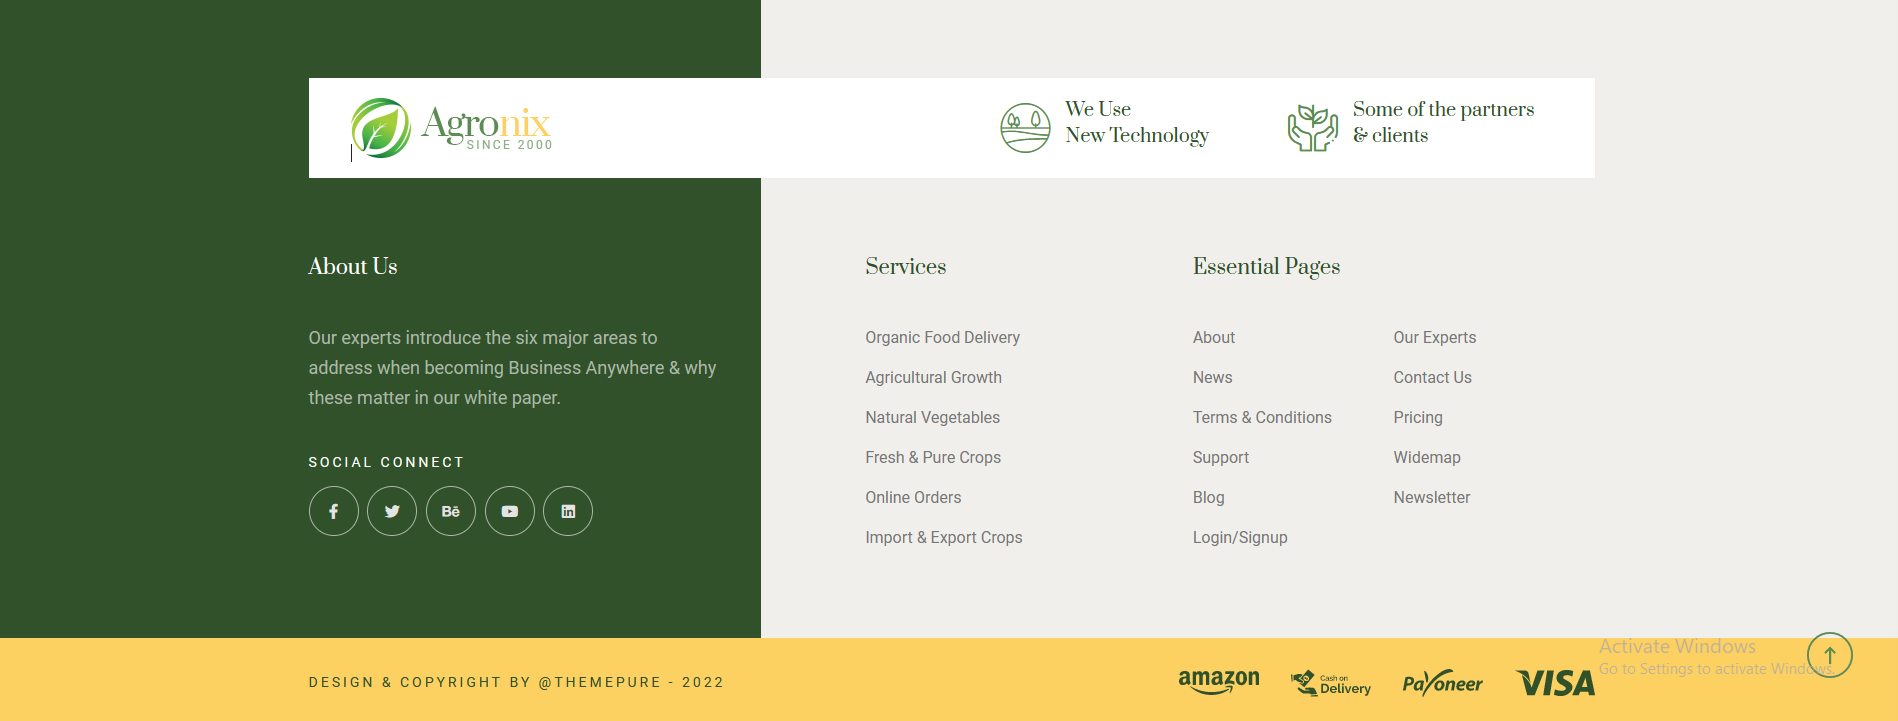 Agronix
SINCE 2000
We Use
New Technology
Some of the partners
& clients
About Us
Our experts introduce the six major areas to
address when becoming Business Anywhere & why
these matter in our white paper.
SOCIAL CONNECT
Bē
in
Services
Organic Food Delivery
Agricultural Growth
Natural Vegetables
Fresh & Pure Crops
Online Orders
Import & Export Crops
Essential Pages
About
News
Terms & Conditions
Support
Blog
Login/Signup
Our Experts
Contact Us
Pricing
Widemap
Newsletter
DESIGN & COPYRIGHT BY @THEMEPURE - 2022
amazon
Cash on
Delivery
Payoneer
VISA
Activate Windows
Go to Settings to activate Windows.